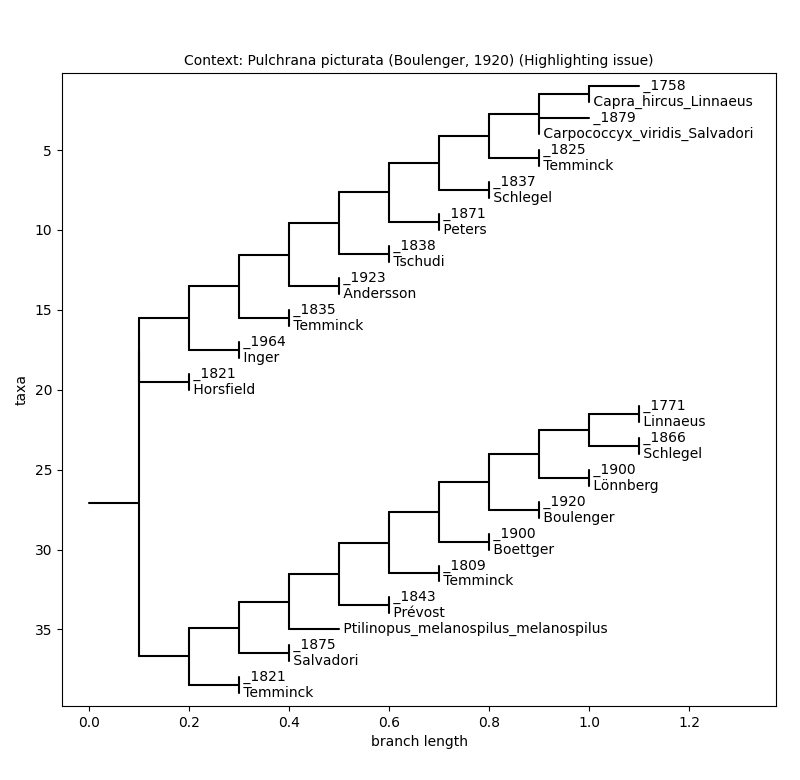 Context: Pulchrana picturata (Boulenger, 1920) (Highlighting issue)
_1758
Capra_hircus_Linnaeus
_1879
Carpococcyx_viridis_Salvadori
_1825
Temminck
_1837
Schlegel
_1871
Peters
_1838
Tschudi
_1923
Andersson
_1835
Temminck
_1964
Inger
_1821
Horsfield
_1771
Linnaeus
_1866
Schlegel
_1900
Lönnberg
_1920
Boulenger
_1900
Boettger
_1809
Temminck
_1843
Prévost
Ptilinopus_melanospilus_melanospilus
_1875
Salvadori
_1821
Temminck
5
10
15
20
25
30
35
taxa
0.0 0.2 0.4 0.6 0.8 1.0 1.2
branch length